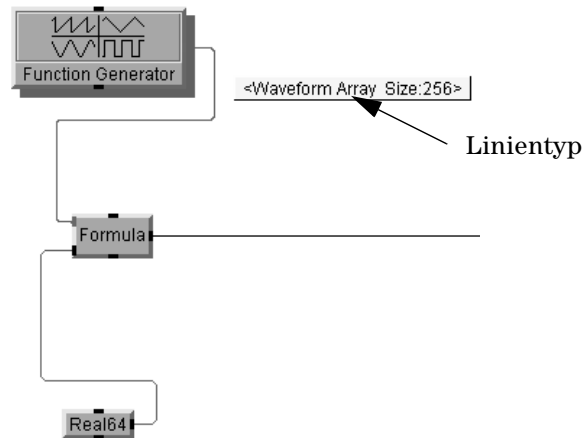 Function Generator
<Waveform Array Size:256>
Linientyp
Formula
Real64